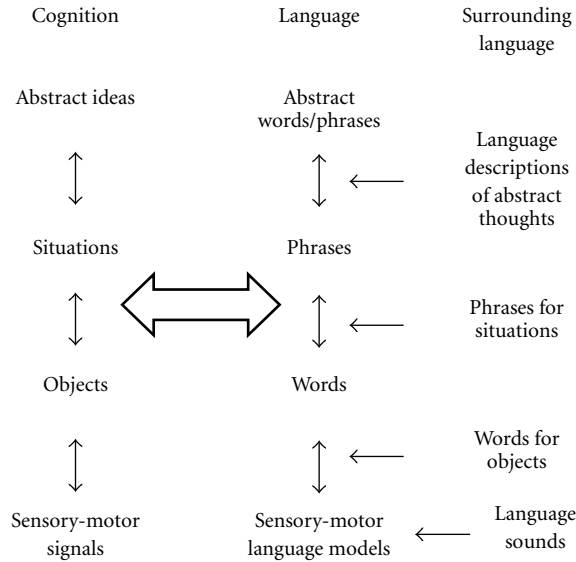 Cognition
Language
Surrounding
language
Abstract ideas
Abstract
words/phrases
Language
descriptions
of abstract
thoughts
Situations
Phrases
Phrases for
situations
Objects
Words
Words for
objects
Sensory-motor
signals
Sensory-motor
language models
Language
sounds